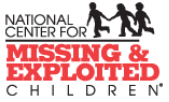 NATIONAL
CENTER FOR
MISSING &
EXPLOITED
CHILDREN®